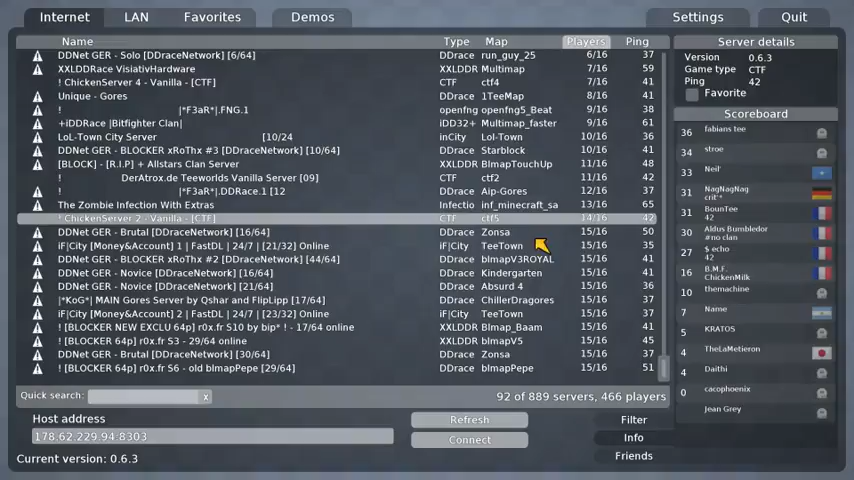 Internet LAN Favorites Demos Settings Quit
Name Type Map Players Ping
DDNet GER - Solo [DDraceNetwork] [6/64] DDrace run_guy_25 6/16 37
XXLDDRace VisiativHardware XXLDDR Multimap 7/16 59
! ChickenServer 4 - Vanilla - [CTF] CTF ctf4 7/16 41
Unique - Gores DDrace 1TeeMap 8/16 41
! |*F3aR*|.FNG.1 openfng openfng5_Beat 9/16 38
+iDDRace |Bitfighter Clan| iDD32+ Multimap_faster 9/16 61
LoL-Town City Server [10/24 inCity Lol-Town 10/16 36
DDNet GER - BLOCKER xRoThx #3 [DDraceNetwork] [10/64] DDrace Starblock 10/16 41
[BLOCK] - [R.I.P] + Allstars Clan Server XXLDDR BlmapTouchUp 11/16 48
! DerAtrox.de Teeworlds Vanilla Server [09] CTF ctf2 11/16 42
! |*F3aR*|.DDRace.1 [12 DDrace Aip-Gores 12/16 37
The Zombie Infection With Extras Infectio inf_minecraft_sa 13/16 65
! ChickenServer 2 - Vanilla - [CTF] CTF ctf5 14/16 42
DDNet GER - Brutal [DDraceNetwork] [16/64] DDrace Zonsa 15/16 50
iF|City [Money&Account] 1 | FastDL | 24/7 | [21/32] Online iF|City TeeTown 15/16 35
DDNet GER - BLOCKER xRoThx #2 [DDraceNetwork] [44/64] DDrace blmapV3ROYAL 15/16 41
DDNet GER - Novice [DDraceNetwork] [16/64] DDrace Kindergarten 15/16 41
DDNet GER - Novice [DDraceNetwork] [21/64] DDrace Absurd 4 15/16 36
|*KoG*| MAIN Gores Server by Qshar and FlipLipp [17/64] DDrace ChillerDragores 15/16 37
iF|City [Money&Account] 2 | FastDL | 24/7 | [23/32] Online iF|City TeeTown 15/16 37
! [BLOCKER NEW EXCLU 64p] r0x.fr S10 by bip* ! - 17/64 online XXLDDR Blmap_Baam 15/16 41
! [BLOCKER 64p] r0x.fr S3 - 29/64 online XXLDDR blmapV5 15/16 45
DDNet GER - Brutal [DDraceNetwork] [30/64] DDrace Zonsa 15/16 37
! [BLOCKER 64p] r0x.fr S6 - old blmapPepe [29/64] DDrace blmapPepe 15/16 51
Quick search: x 92 of 889 servers, 466 players
Host address
178.62.229.94:8303
Current version: 0.6.3
Refresh
Connect
Filter
Info
Friends
Server details
Version 0.6.3
Game type CTF
Ping 42
Favorite
Scoreboard
36 fabians tee
34 stroe
33 Neil'
31 NagNagNag
crit'*
31 BounTee
42
30 Aldus Bumbledor
#no clan
27 $ echo
42
16 B.M.F.
ChickenMilk
10 themachine
7 Name
5 KRATOS
4 TheLaMetieron
4 Daithi
0 cacophoenix
Jean Grey